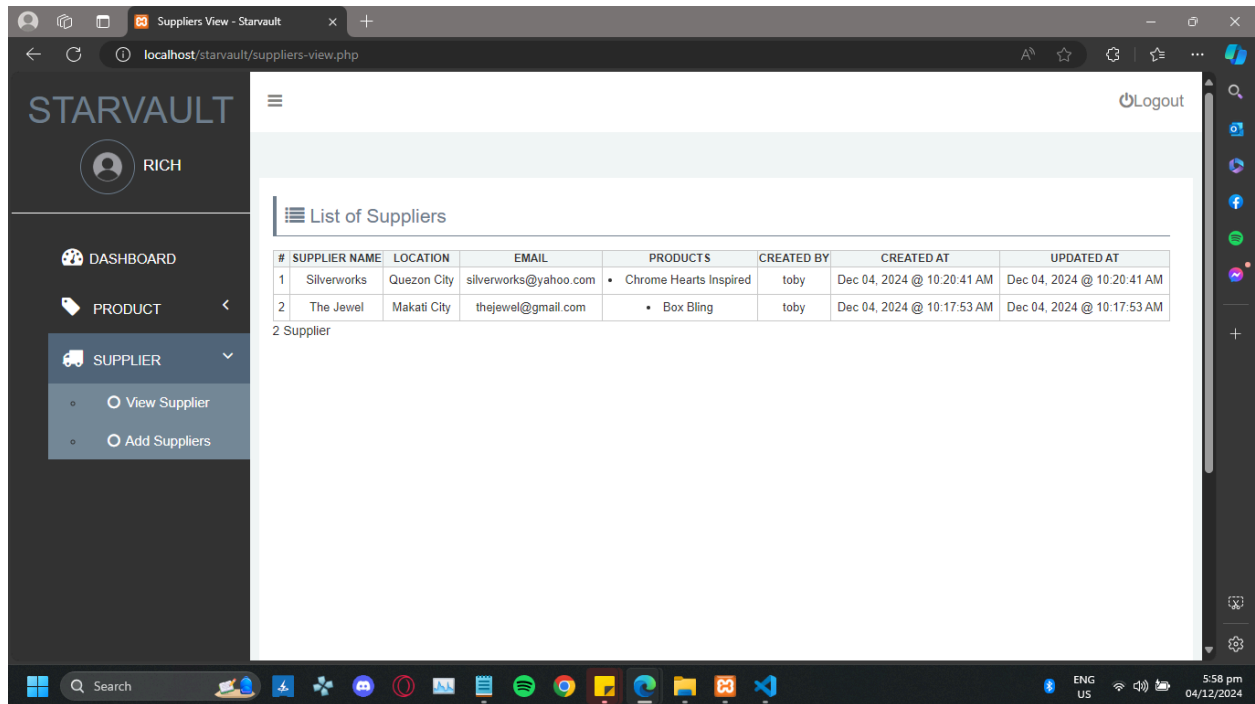 Suppliers View - Starvault
localhost/starvault/suppliers-view.php
STARVAULT
RICH
DASHBOARD
PRODUCT
SUPPLIER
View Supplier
Add Suppliers
Logout
List of Suppliers
# SUPPLIER NAME LOCATION EMAIL PRODUCTS CREATED BY CREATED AT UPDATED AT
1 Silverworks Quezon City silverworks@yahoo.com • Chrome Hearts Inspired toby Dec 04, 2024 @ 10:20:41 AM Dec 04, 2024 @ 10:20:41 AM
2 The Jewel Makati City thejewel@gmail.com • Box Bling toby Dec 04, 2024 @ 10:17:53 AM Dec 04, 2024 @ 10:17:53 AM
2 Supplier
Search
ENG
US
5:58 pm
04/12/2024